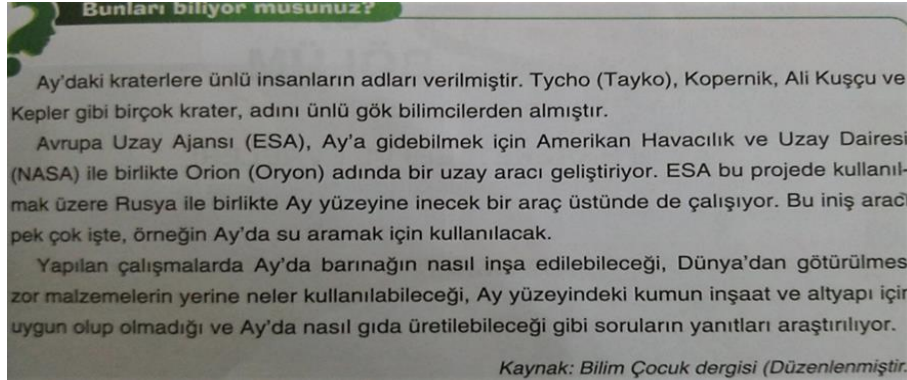 Bunları biliyor musunuz?
Ay'daki kraterlere ünlü insanların adları verilmiştir. Tycho (Tayko), Kopernik, Ali Kuşçu ve
Kepler gibi birçok krater, adını ünlü gök bilimcilerden almıştır.
Avrupa Uzay Ajansı (ESA), Ay'a gidebilmek için Amerikan Havacılık ve Uzay Dairesi
(NASA) ile birlikte Orion (Oryon) adında bir uzay aracı geliştiriyor. ESA bu projede kullanıl-
mak üzere Rusya ile birlikte Ay yüzeyine inecek bir araç üstünde de çalışıyor. Bu iniş aracı
pek çok işte, örneğin Ay'da su aramak için kullanılacak.
Yapılan çalışmalarda Ay'da barınağın nasıl inşa edilebileceği, Dünya'dan götürülmes
zor malzemelerin yerine neler kullanılabileceği, Ay yüzeyindeki kumun inşaat ve altyapı için
uygun olup olmadığı ve Ay'da nasıl gıda üretilebileceği gibi soruların yanıtları araştırılıyor.
Kaynak: Bilim Çocuk dergisi (Düzenlenmiştir.